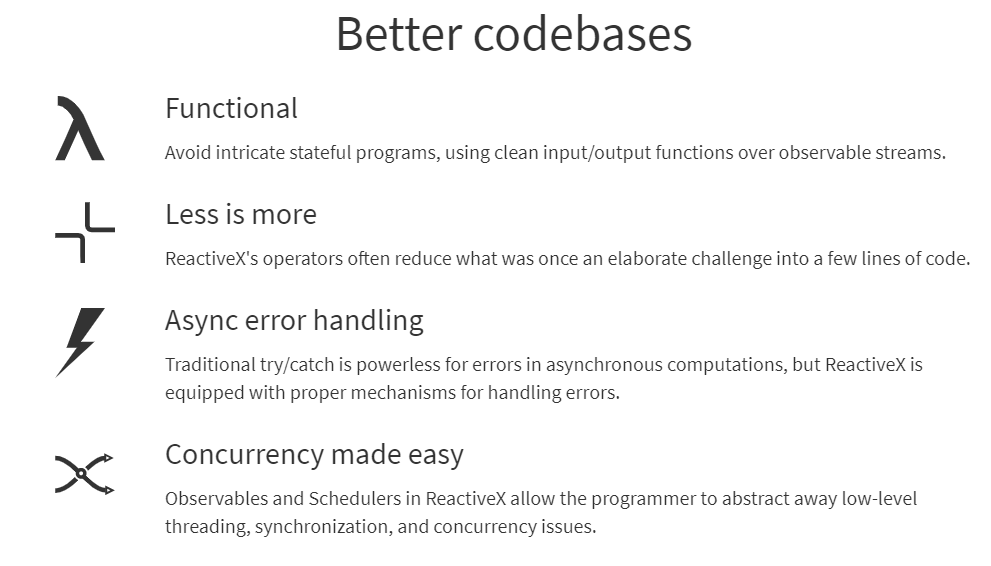 Better codebases
Functional
Avoid intricate stateful programs, using clean input/output functions over observable streams.
Less is more
ReactiveX's operators often reduce what was once an elaborate challenge into a few lines of code.
Async error handling
Traditional try/catch is powerless for errors in asynchronous computations, but ReactiveX is
equipped with proper mechanisms for handling errors.
Concurrency made easy
Observables and Schedulers in ReactiveX allow the programmer to abstract away low-level
threading, synchronization, and concurrency issues.